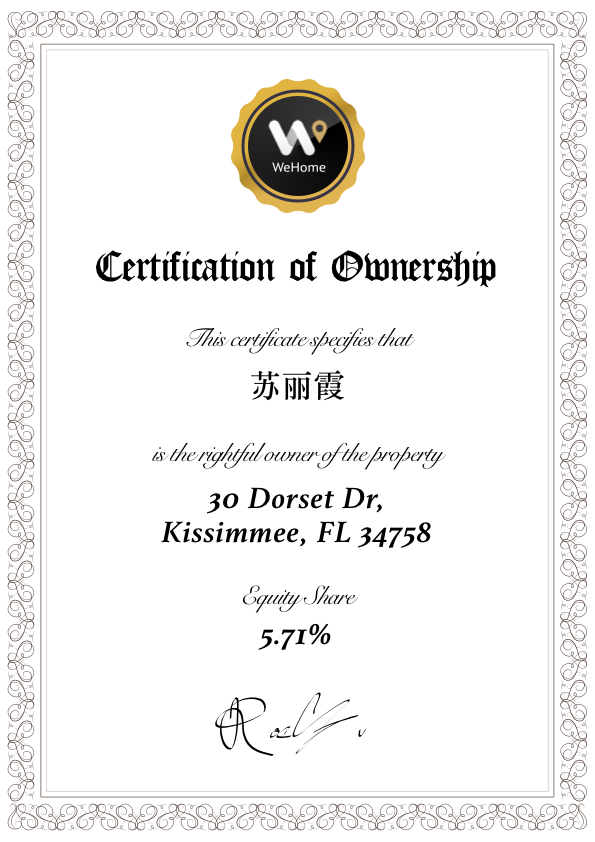 WeHome
Certification of Ownership
This certificate specifies that
苏丽霞
is the rightful owner of the property
30 Dorset Dr,
Kissimmee, FL 34758
Equity Share
5.71%